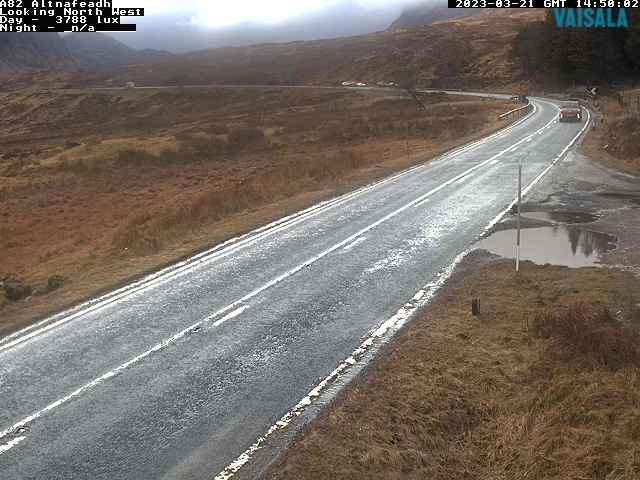 A82 Altnafeadh
2023-03-21 GMT 14:50:02
Looking North West
VAISALA
Day - 3788 lux
Night - n/a